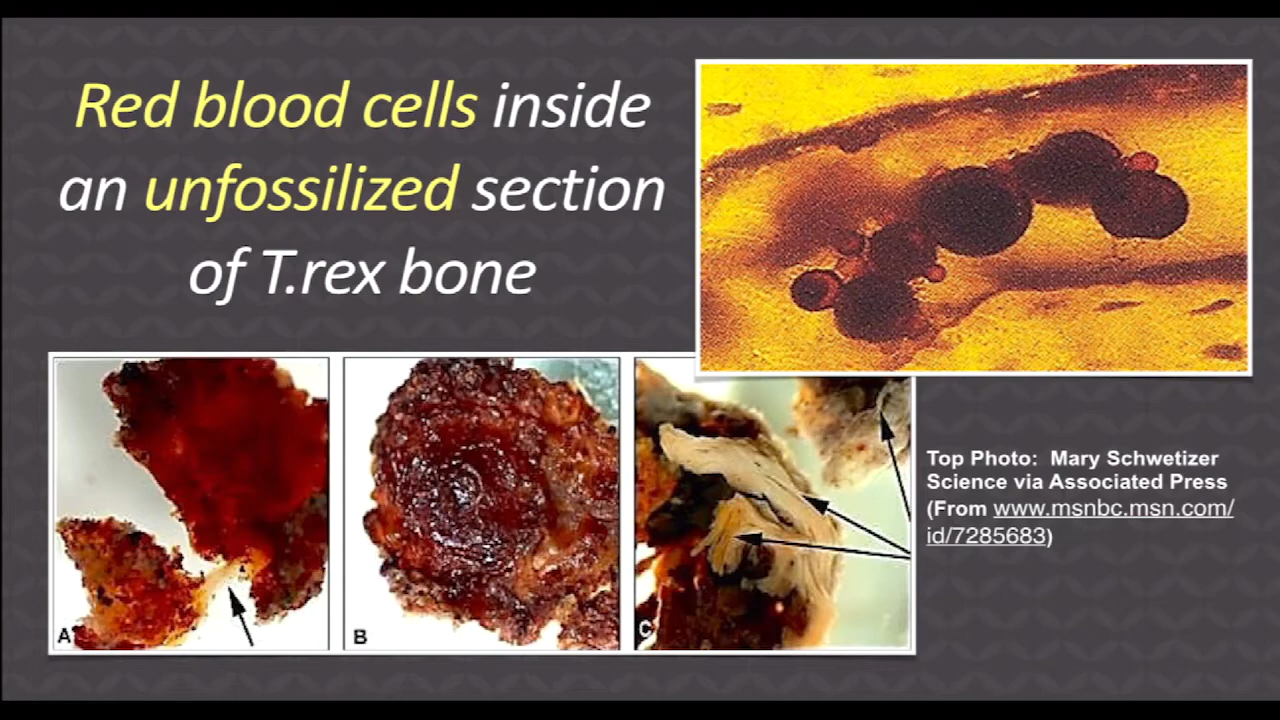 Red blood cells inside
an unfossilized section
of T.rex bone
A
B
C
Top Photo:  Mary Schwetizer
Science via Associated Press
(From www.msnbc.msn.com/
id/7285683)